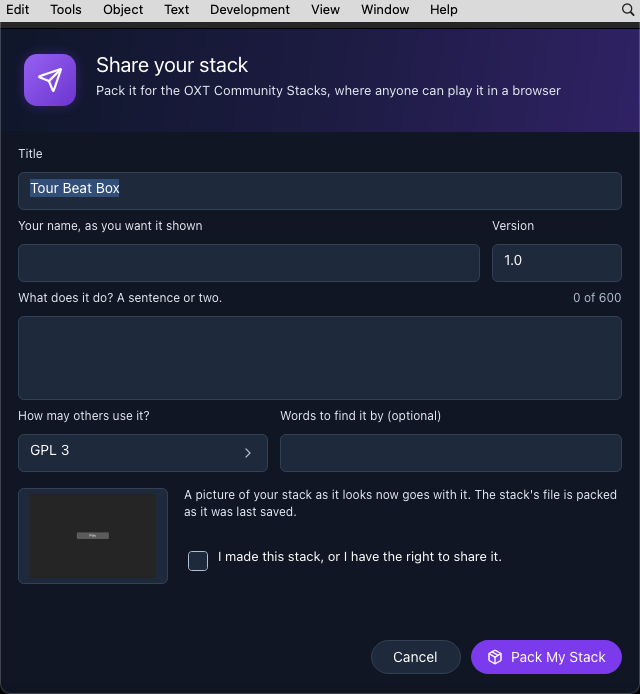 Edit Tools Object Text Development View Window Help
Share your stack
Pack it for the OXT Community Stacks, where anyone can play it in a browser
Title
Tour Beat Box
Your name, as you want it shown
Version
1.0
What does it do? A sentence or two.
0 of 600
How may others use it?
Words to find it by (optional)
GPL 3
A picture of your stack as it looks now goes with it. The stack's file is packed
as it was last saved.
I made this stack, or I have the right to share it.
Cancel
Pack My Stack